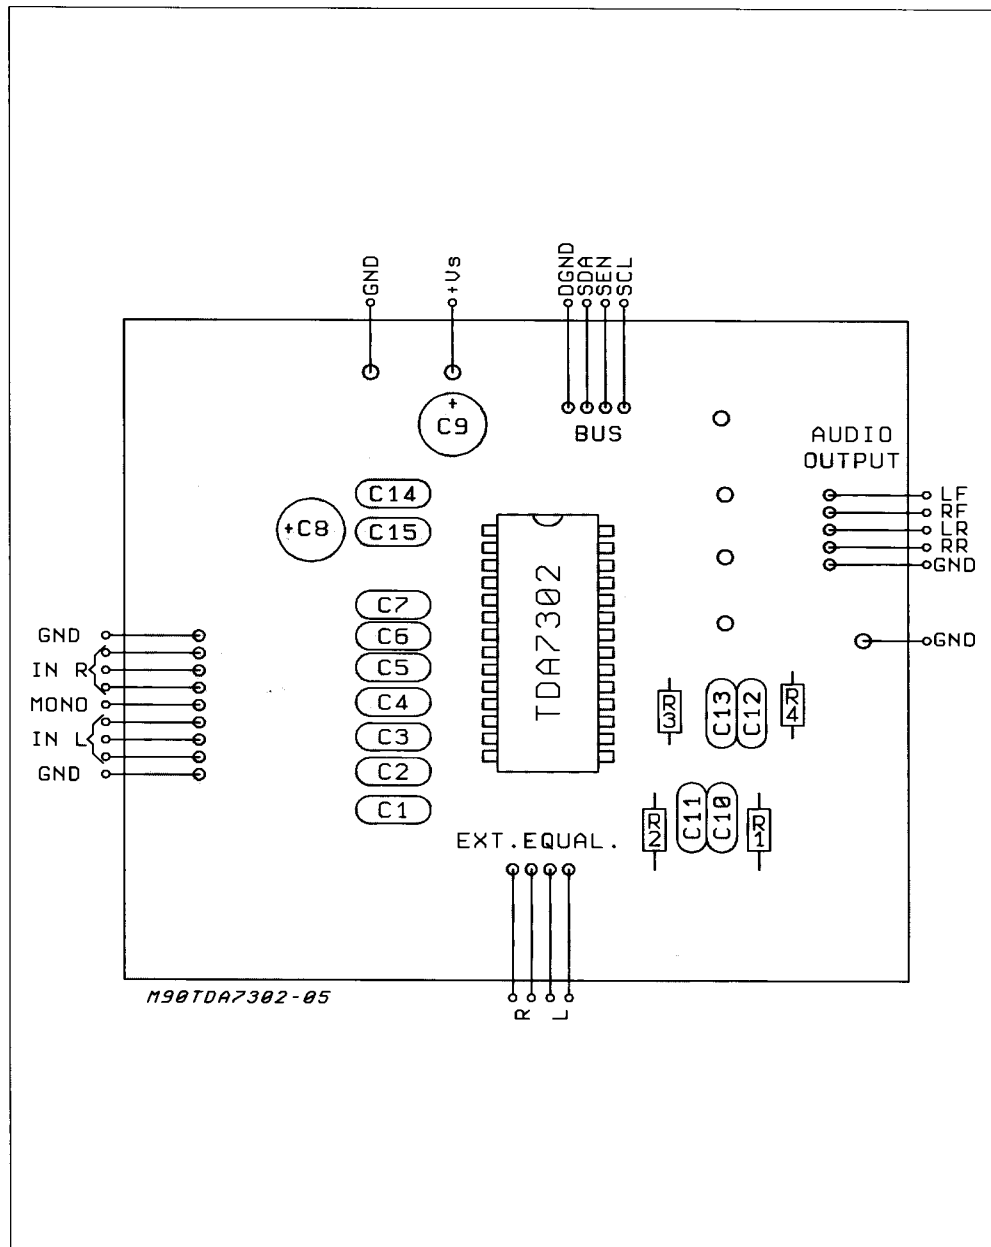 GND
+Vs
DGND
SDA
SEN
SCL
+
C9
BUS
AUDIO
OUTPUT
C14
+C8
C15
LF
RF
LR
RR
GND
TDA7302
C7
C6
C5
C4
C3
C2
C1
GND
IN R
MONO
IN L
GND
GND
R3
C13
C12
R4
R2
C11
C10
R1
EXT.EQUAL.
R
L
M90TDA7302-05